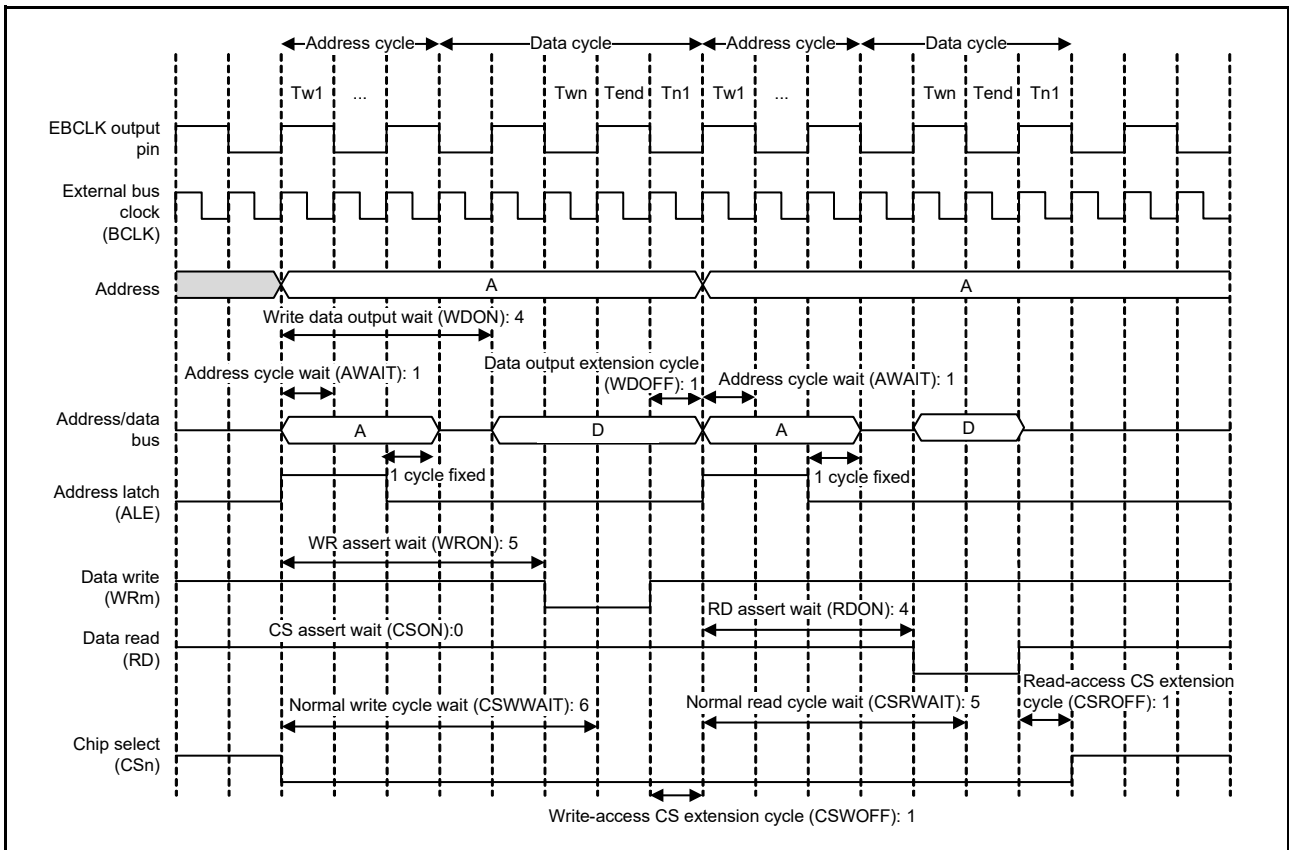 Address cycle Data cycle Address cycle Data cycle
Tw1 ... Twn Tend Tn1 Tw1 ... Twn Tend Tn1
EBCLK output
pin
External bus
clock
(BCLK)
Address A A
Write data output wait (WDON): 4
Data output extension cycle
(WDOFF): 1
Address cycle wait (AWAIT): 1
Address cycle wait (AWAIT): 1
Address/data
bus
A D A D
1 cycle fixed
1 cycle fixed
Address latch
(ALE)
WR assert wait (WRON): 5
Data write
(WRm)
RD assert wait (RDON): 4
CS assert wait (CSON):0
Data read
(RD)
Read-access CS extension
cycle (CSROFF): 1
Normal write cycle wait (CSWWAIT): 6
Normal read cycle wait (CSRWAIT): 5
Chip select
(CSn)
Write-access CS extension cycle (CSWOFF): 1